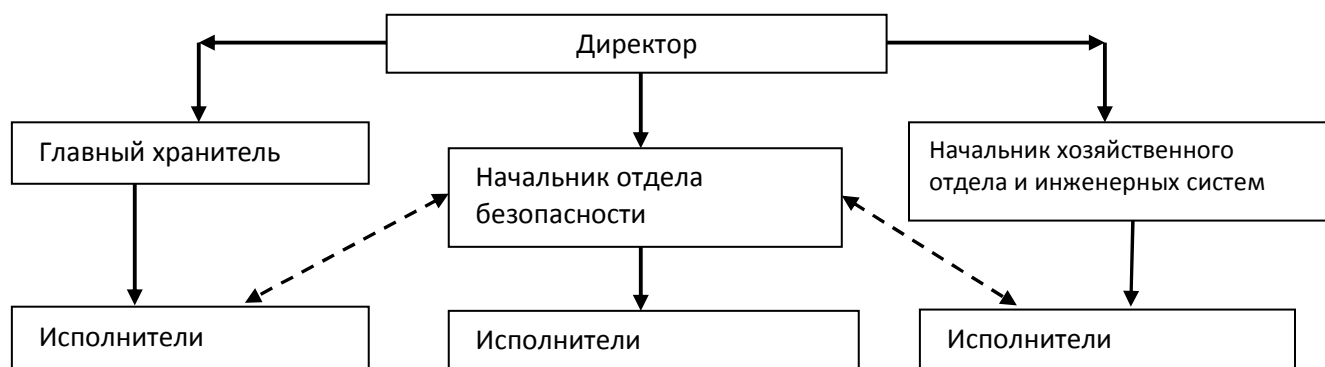 Директор
Главный хранитель
Начальник отдела
безопасности
Начальник хозяйственного
отдела и инженерных систем
Исполнители
Исполнители
Исполнители